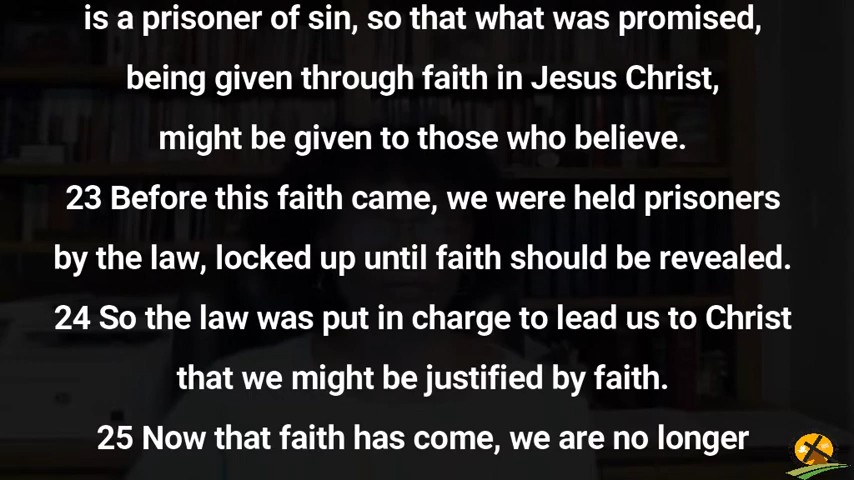 is a prisoner of sin, so that what was promised,
being given through faith in Jesus Christ,
might be given to those who believe.
23 Before this faith came, we were held prisoners
by the law, locked up until faith should be revealed.
24 So the law was put in charge to lead us to Christ
that we might be justified by faith.
25 Now that faith has come, we are no longer